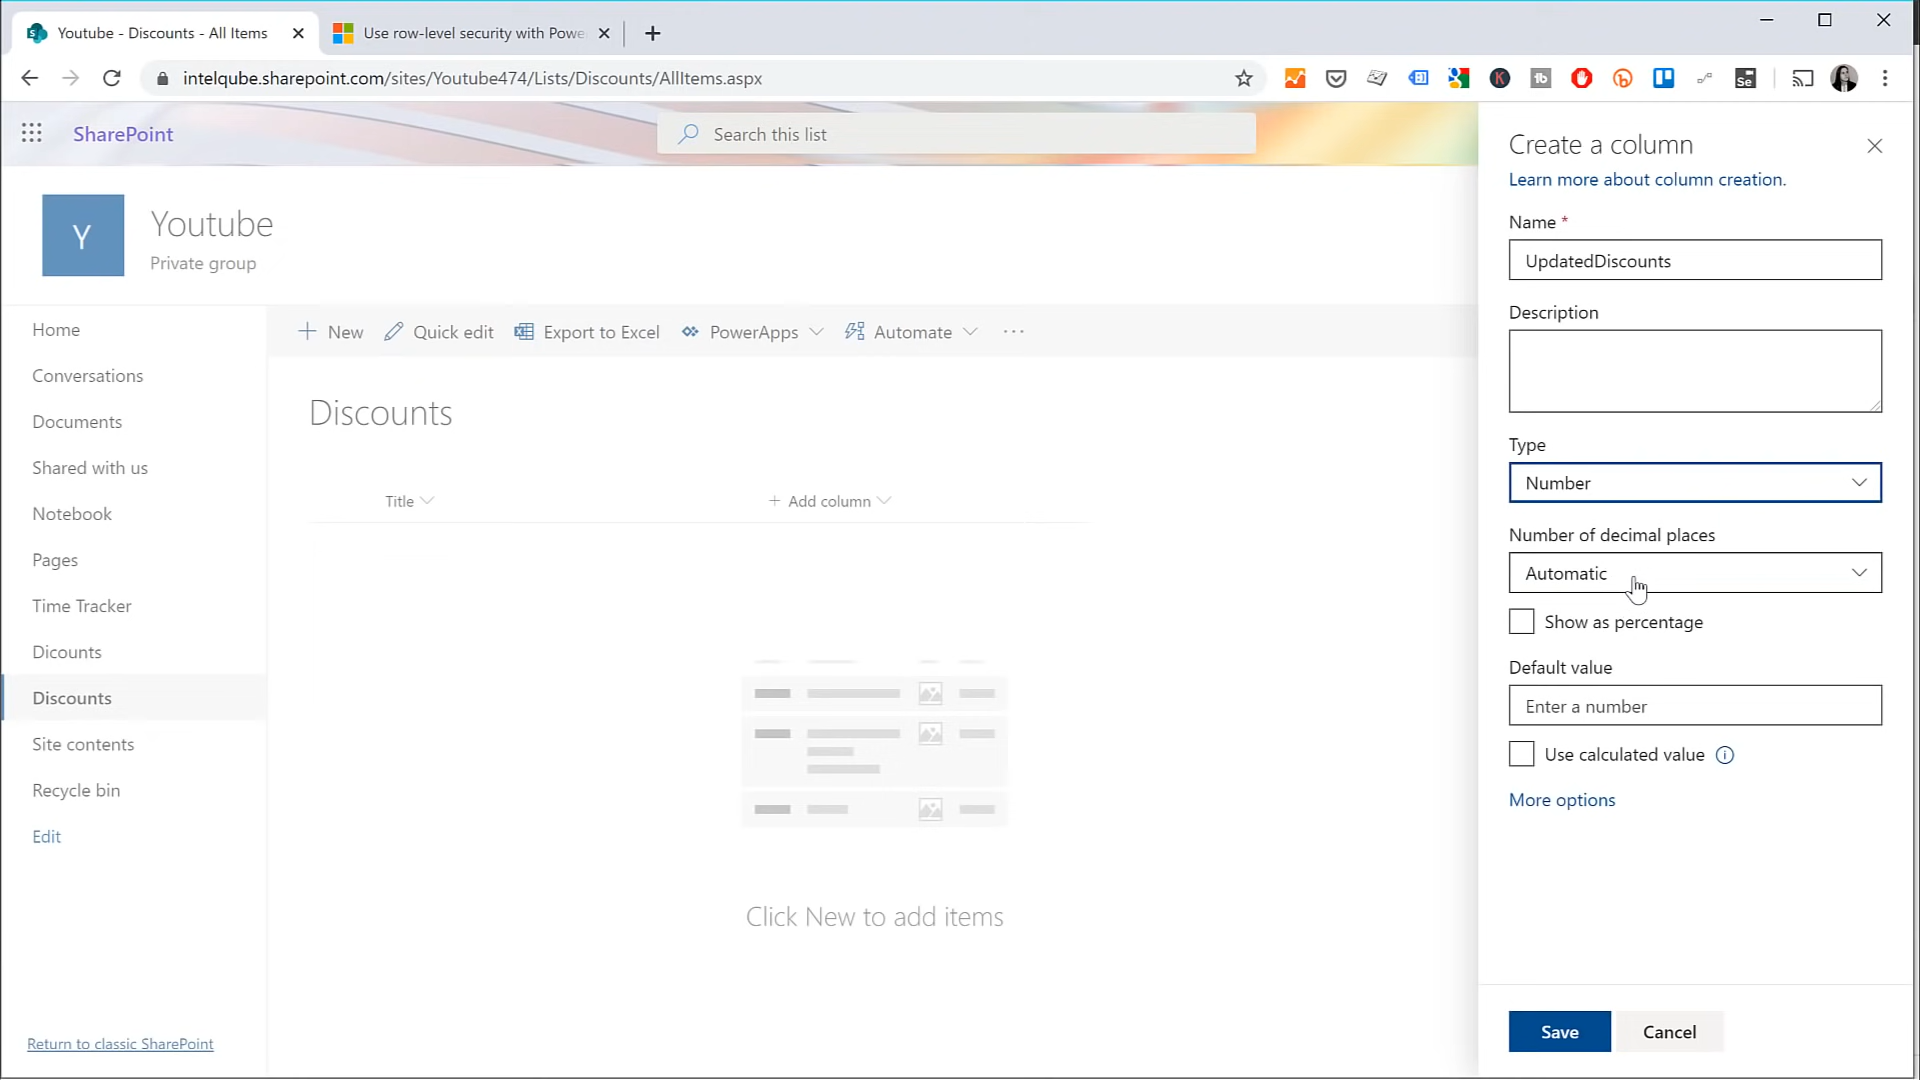 Youtube - Discounts - All Items
Use row-level security with Powe
intelqube.sharepoint.com/sites/Youtube474/Lists/Discounts/AllItems.aspx
SharePoint
Search this list
Y
Youtube
Private group
Home
Conversations
Documents
Shared with us
Notebook
Pages
Time Tracker
Dicounts
Discounts
Site contents
Recycle bin
Edit
Return to classic SharePoint
New
Quick edit
Export to Excel
PowerApps
Automate
Discounts
Title
+ Add column
Click New to add items
Create a column
Learn more about column creation.
Name *
UpdatedDiscounts
Description
Type
Number
Number of decimal places
Automatic
Show as percentage
Default value
Enter a number
Use calculated value
More options
Save
Cancel